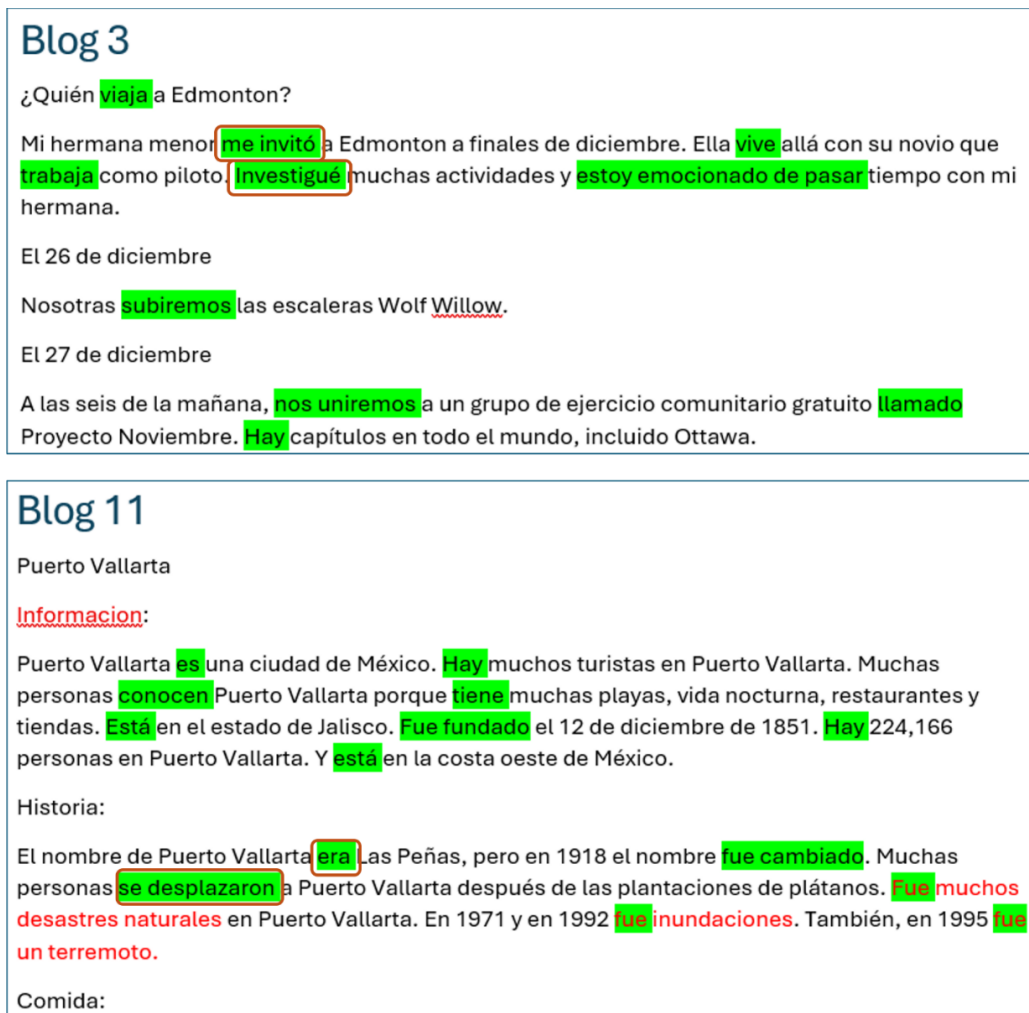 Blog 3
¿Quién viaja a Edmonton?
Mi hermana menor me invitó a Edmonton a finales de diciembre. Ella vive allá con su novio que
trabaja como piloto. Investigué muchas actividades y estoy emocionado de pasar tiempo con mi
hermana.
El 26 de diciembre
Nosotras subiremos las escaleras Wolf Willow.
El 27 de diciembre
A las seis de la mañana, nos uniremos a un grupo de ejercicio comunitario gratuito llamado
Proyecto Noviembre. Hay capítulos en todo el mundo, incluido Ottawa.
Blog 11
Puerto Vallarta
Informacion:
Puerto Vallarta es una ciudad de México. Hay muchos turistas en Puerto Vallarta. Muchas
personas conocen Puerto Vallarta porque tiene muchas playas, vida nocturna, restaurantes y
tiendas. Está en el estado de Jalisco. Fue fundado el 12 de diciembre de 1851. Hay 224,166
personas en Puerto Vallarta. Y está en la costa oeste de México.
Historia:
El nombre de Puerto Vallarta era Las Peñas, pero en 1918 el nombre fue cambiado. Muchas
personas se desplazaron a Puerto Vallarta después de las plantaciones de plátanos. Fue muchos
desastres naturales en Puerto Vallarta. En 1971 y en 1992 fue inundaciones. También, en 1995 fue
un terremoto.
Comida: